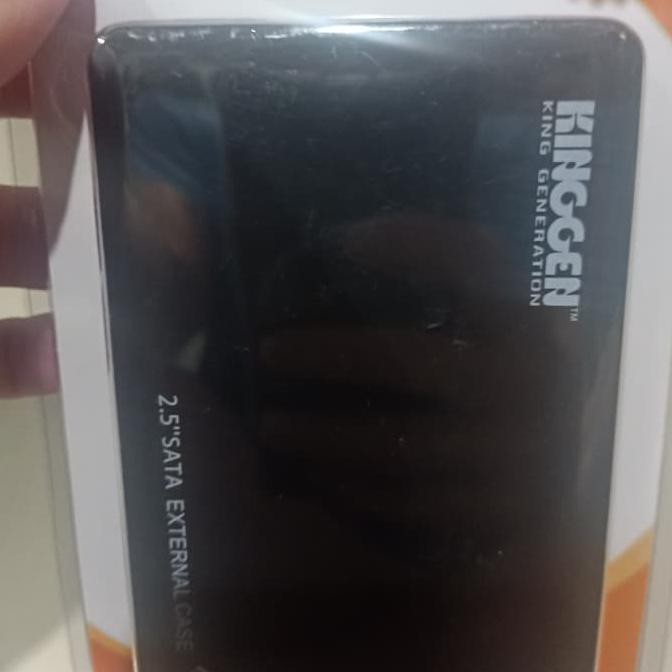 KINGGEN™
KING GENERATION
2.5"SATA EXTERNAL CASE